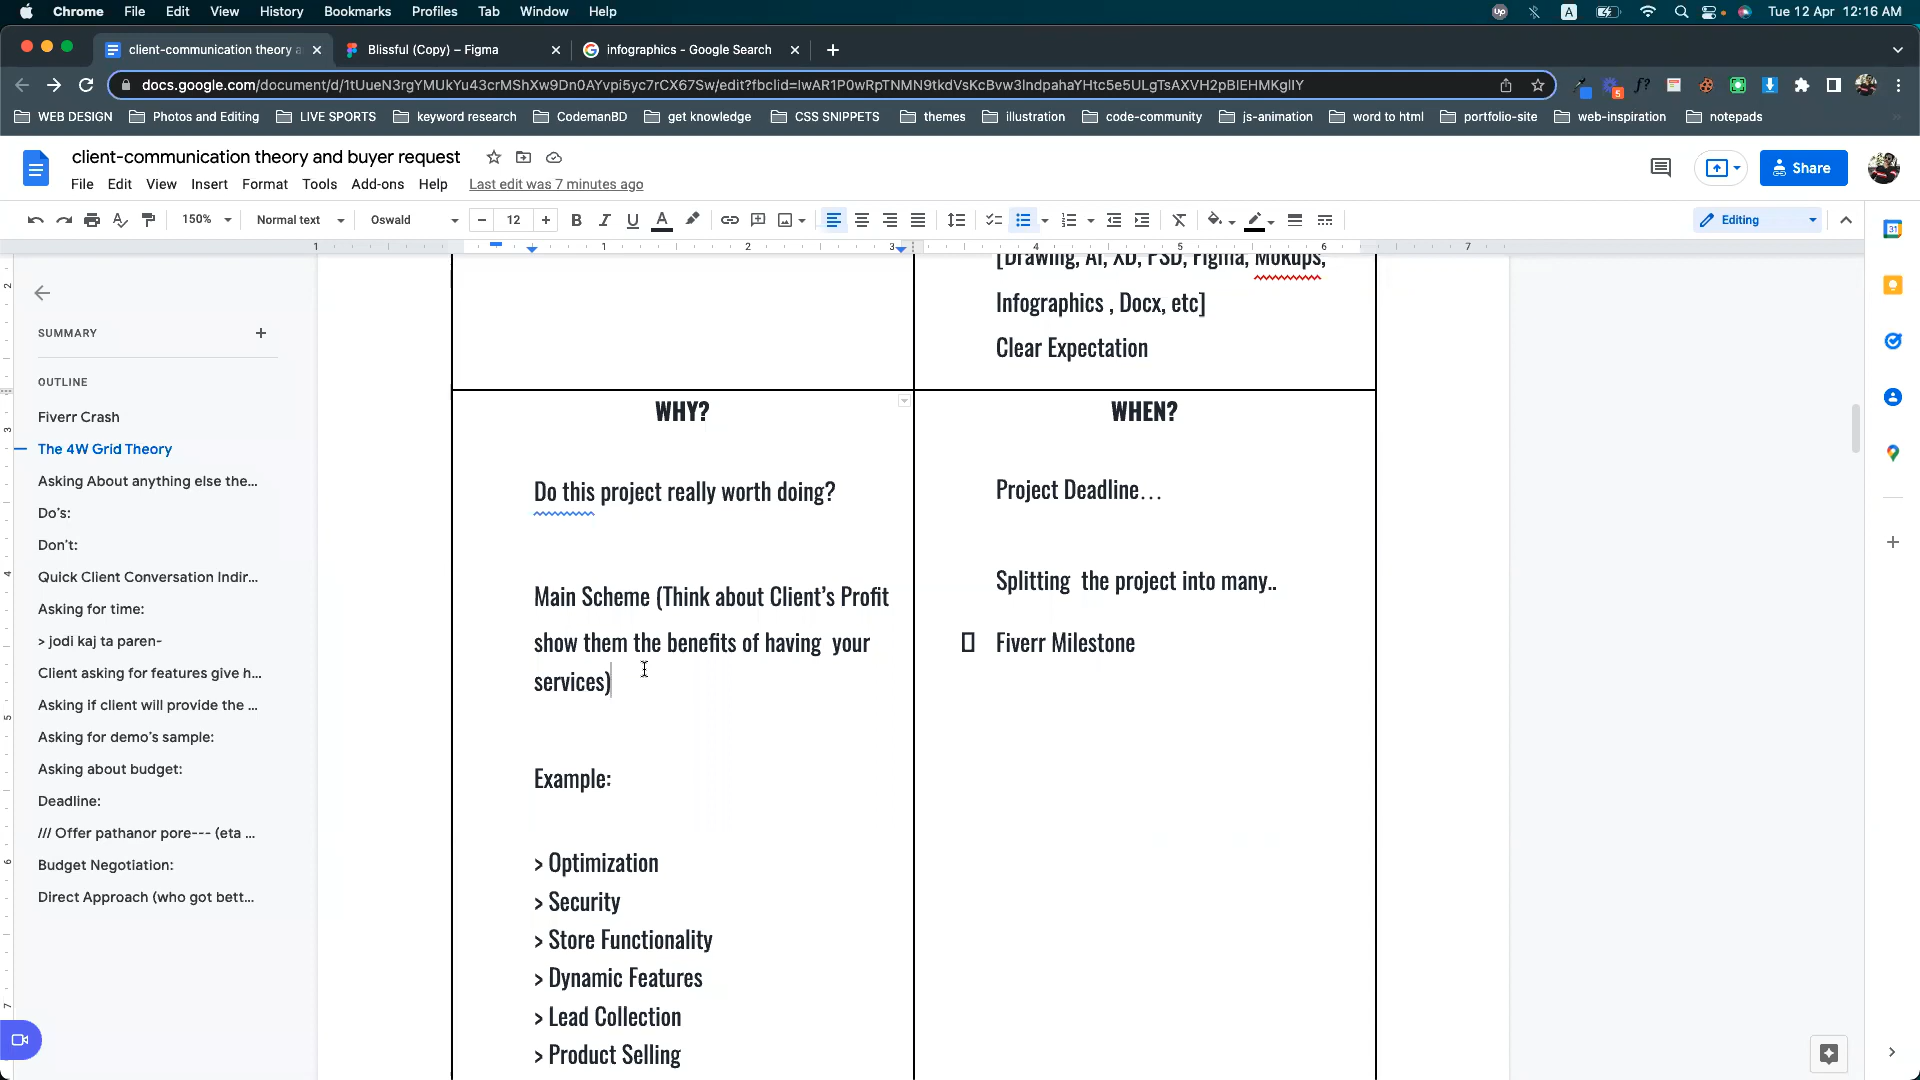 Chrome File Edit View History Bookmarks Profiles Tab Window Help
Tue 12 Apr 12:16 AM
client-communication theory a
Blissful (Copy) – Figma
infographics - Google Search
docs.google.com/document/d/1tUueN3rgYMUkYu43crMShXw9Dn0AYvpi5yc7rCX67Sw/edit?fbclid=IwAR1P0wRpTNMN9tkdVsKcBvw3IndpahaYHtc5e5ULgTsAXVH2pBIEHMKglIY
WEB DESIGN Photos and Editing LIVE SPORTS keyword research CodemanBD get knowledge CSS SNIPPETS themes illustration code-community js-animation word to html portfolio-site web-inspiration notepads
client-communication theory and buyer request
Share
File Edit View Insert Format Tools Add-ons Help Last edit was 7 minutes ago
150% Normal text Oswald 12 Editing
1 1 2 3 4 5 6 7
SUMMARY
OUTLINE
Fiverr Crash
The 4W Grid Theory
Asking About anything else the...
Do's:
Don't:
Quick Client Conversation Indir...
Asking for time:
> jodi kaj ta paren-
Client asking for features give h...
Asking if client will provide the ...
Asking for demo's sample:
Asking about budget:
Deadline:
/// Offer pathanor pore--- (eta ...
Budget Negotiation:
Direct Approach (who got bett...
[Drawing, AI, XD, PSD, Figma, Mokups,
Infographics , Docx, etc]
Clear Expectation
WHY?
Do this project really worth doing?
Main Scheme (Think about Client’s Profit
show them the benefits of having  your
services)
Example:
> Optimization
> Security
> Store Functionality
> Dynamic Features
> Lead Collection
> Product Selling
WHEN?
Project Deadline…
Splitting  the project into many..
Fiverr Milestone